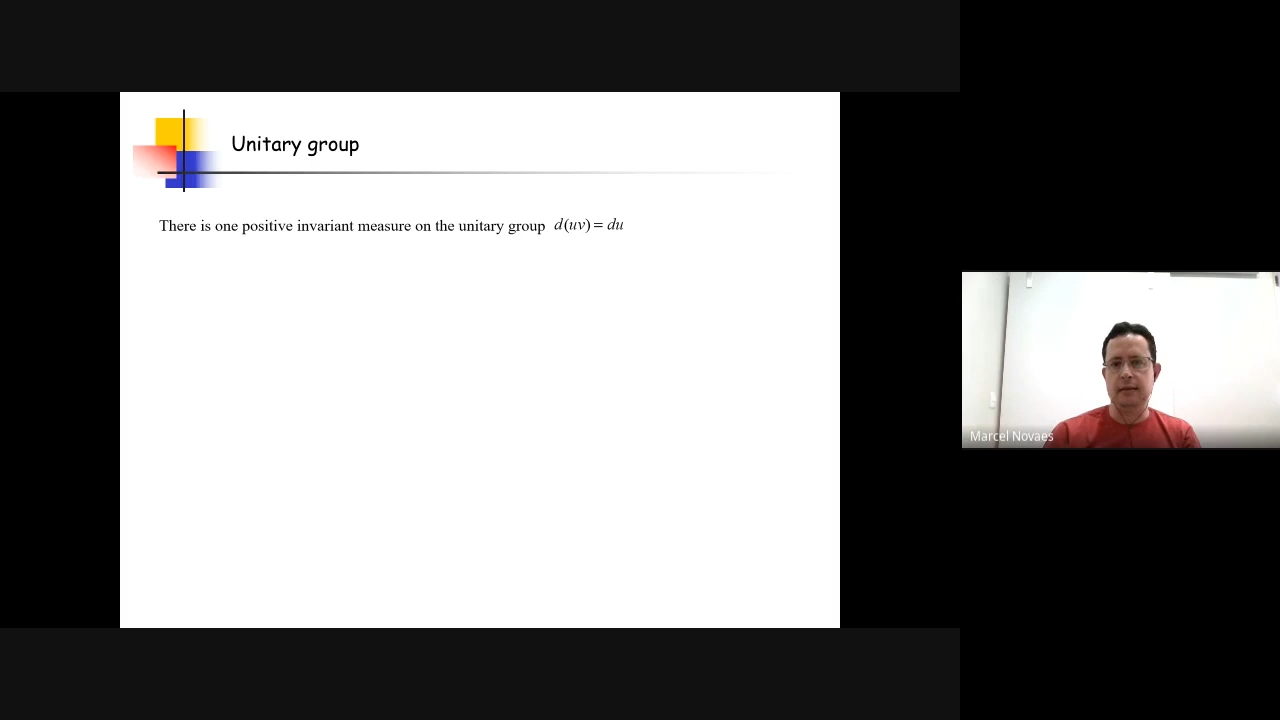 Unitary group
There is one positive invariant measure on the unitary group d(uv) = du
Marcel Novaes